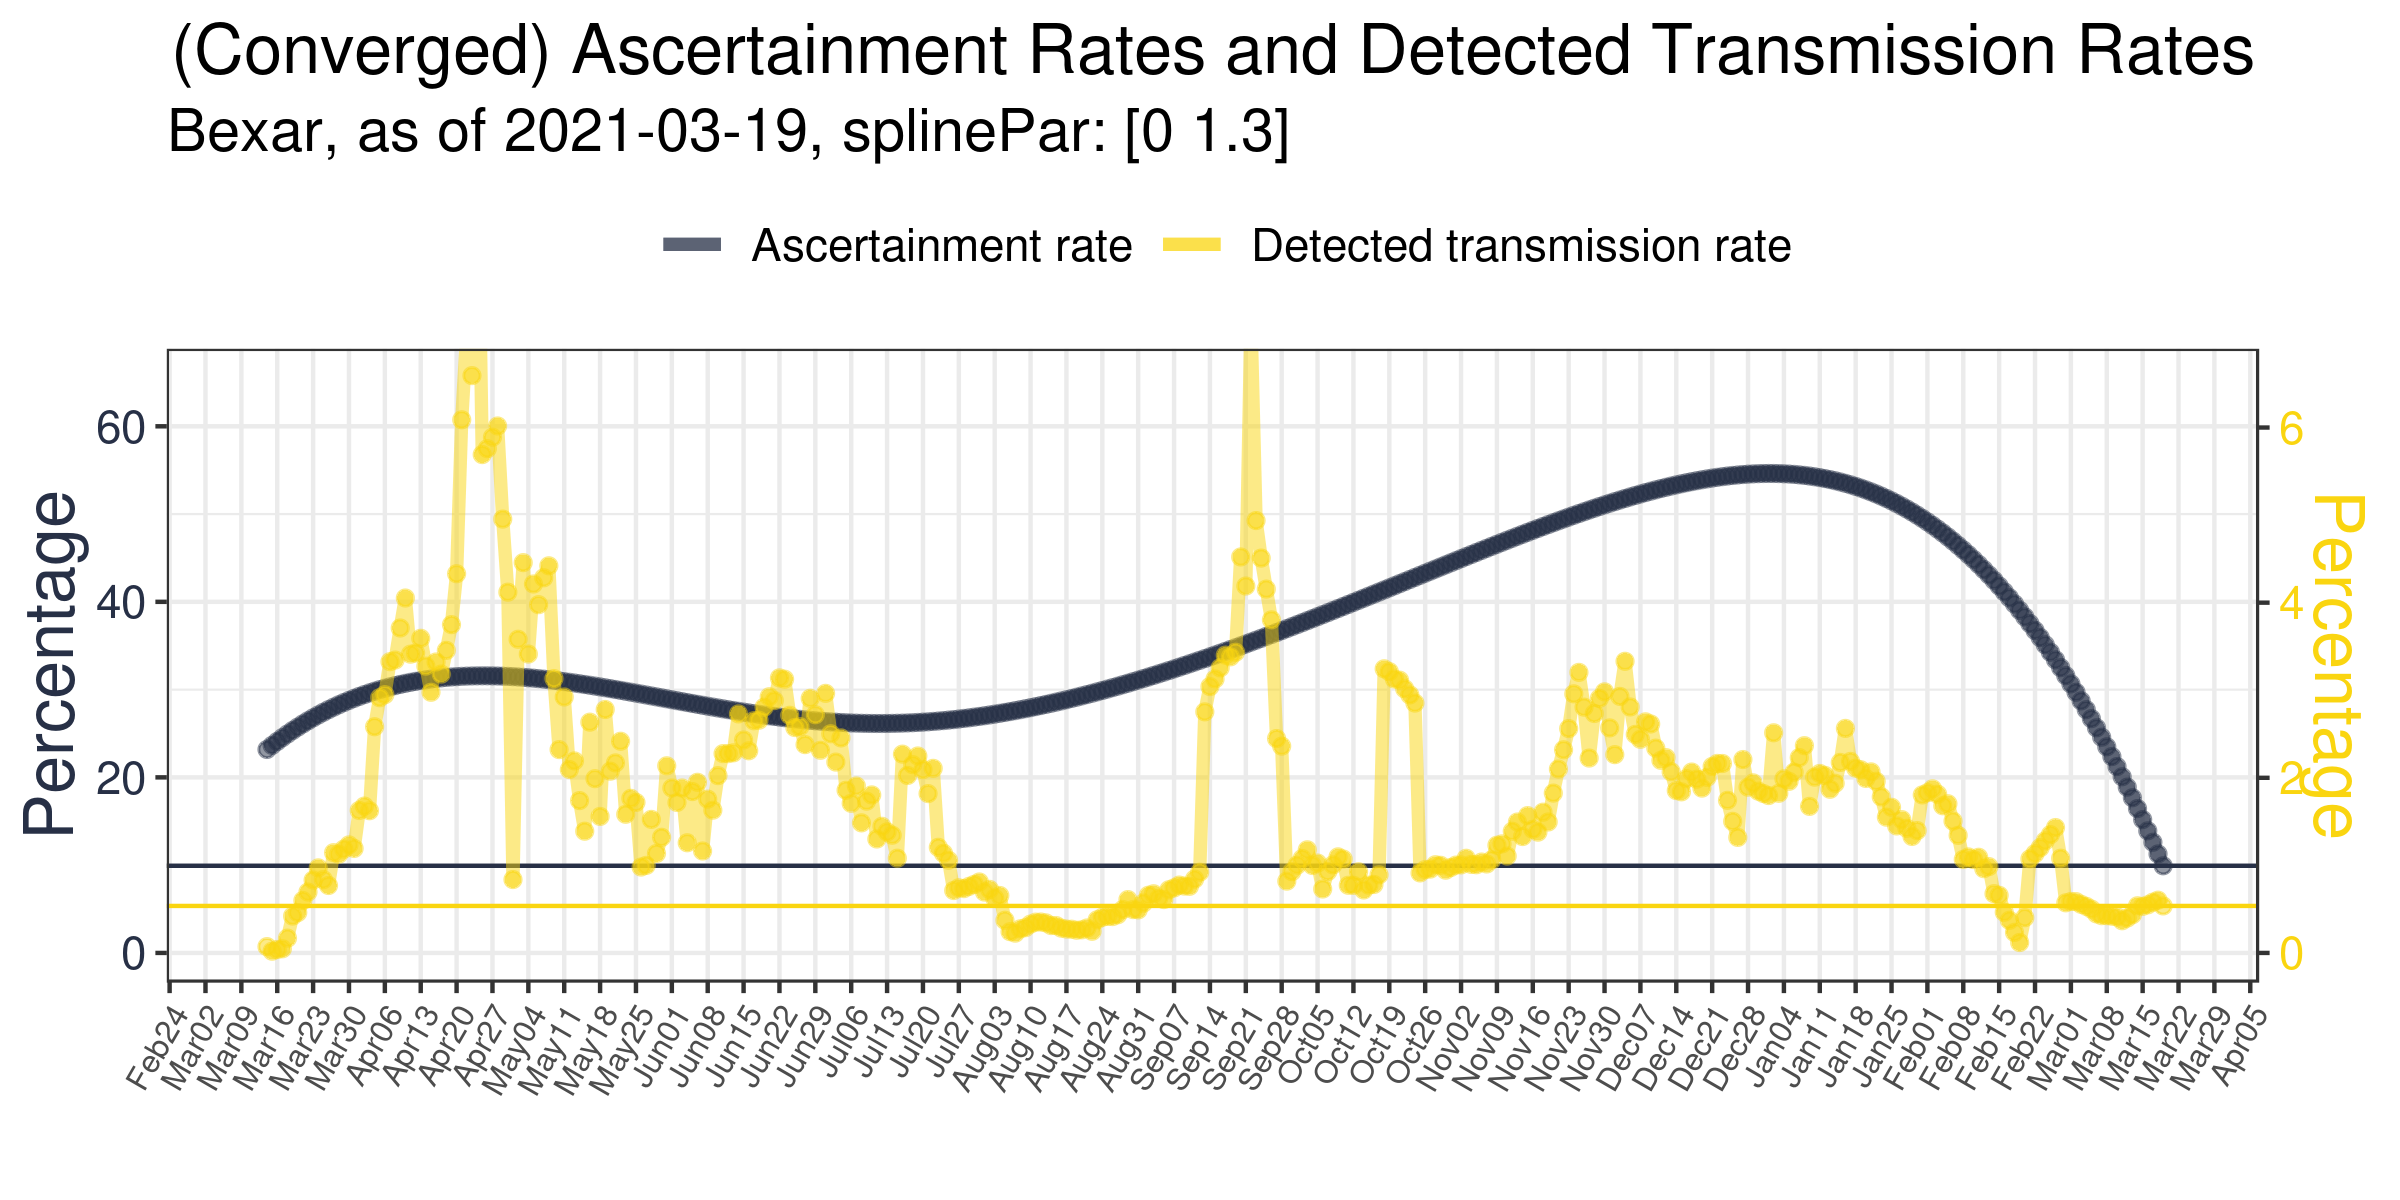 (Converged) Ascertainment Rates and Detected Transmission Rates
Bexar, as of 2021-03-19, splinePar: [0 1.3]
Ascertainment rate Detected transmission rate
Percentage
60
40
20
0
6
4
2
0
Percentage
Feb24 Mar02 Mar09 Mar16 Mar23 Mar30 Apr06 Apr13 Apr20 Apr27 May04 May11 May18 May25 Jun01 Jun08 Jun15 Jun22 Jun29 Jul06 Jul13 Jul20 Jul27 Aug03 Aug10 Aug17 Aug24 Aug31 Sep07 Sep14 Sep21 Sep28 Oct05 Oct12 Oct19 Oct26 Nov02 Nov09 Nov16 Nov23 Nov30 Dec07 Dec14 Dec21 Dec28 Jan04 Jan11 Jan18 Jan25 Feb01 Feb08 Feb15 Feb22 Mar01 Mar08 Mar15 Mar22 Mar29 Apr05